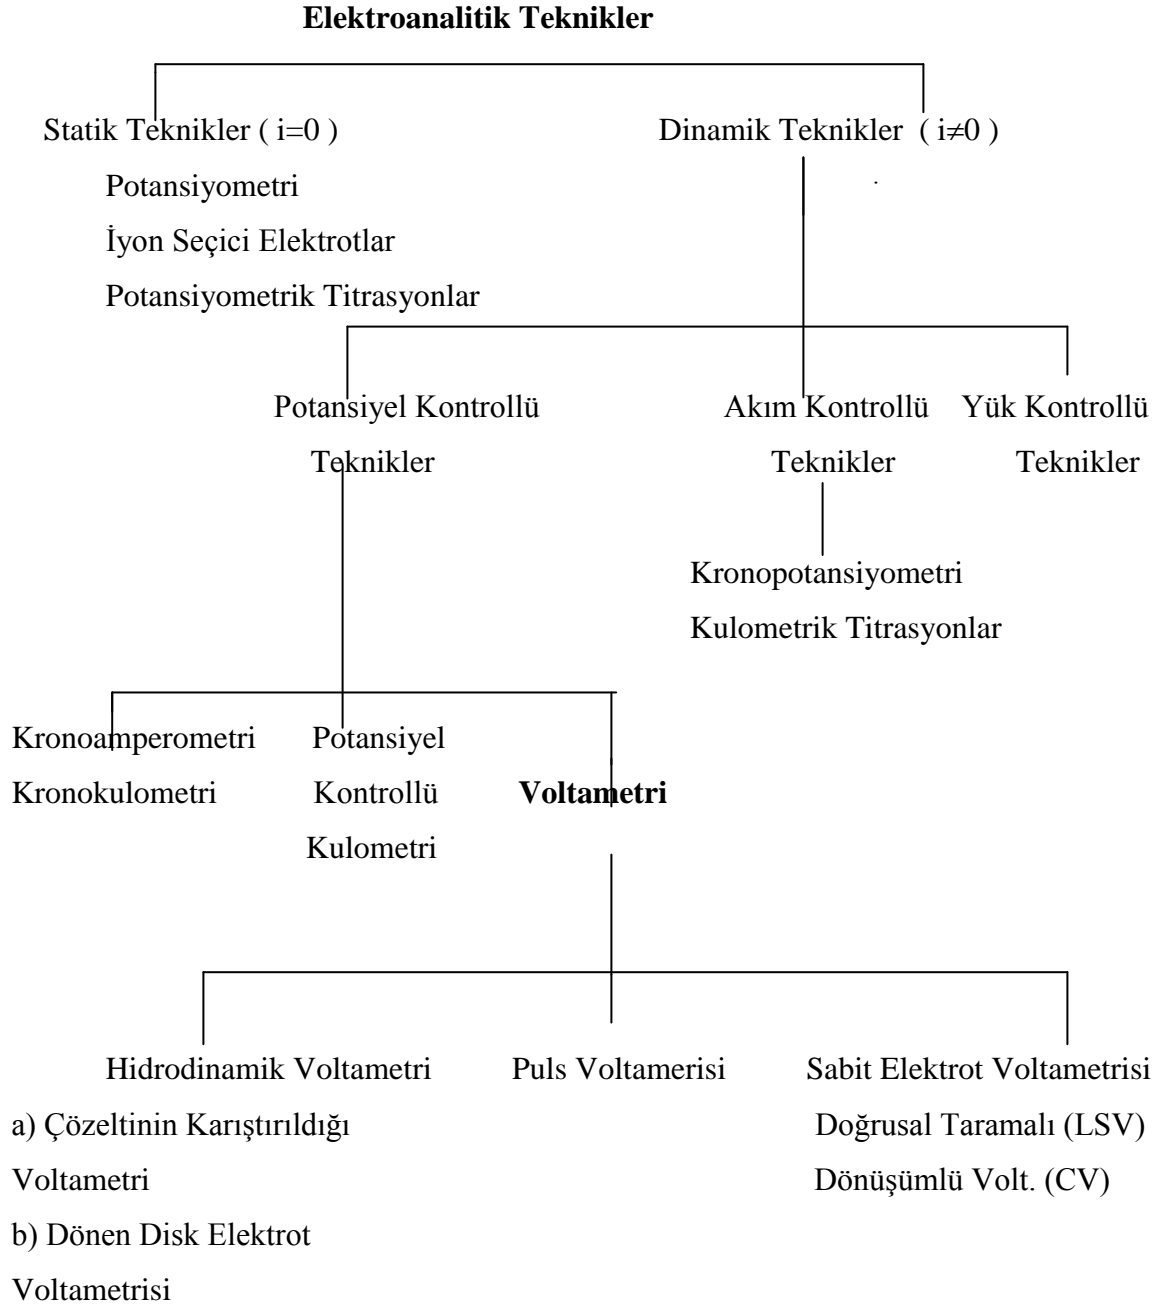 Elektroanalitik Teknikler
Statik Teknikler ( i=0 )
Dinamik Teknikler ( i≠0 )
Potansiyometri
İyon Seçici Elektrotlar
Potansiyometrik Titrasyonlar
Potansiyel Kontrollü
Teknikler
Akım Kontrollü
Teknikler
Yük Kontrollü
Teknikler
Kronopotansiyometri
Kulometrik Titrasyonlar
Kronoamperometri
Kronokulometri
Potansiyel
Kontrollü
Kulometri
Voltametri
Hidrodinamik Voltametri
a) Çözeltinin Karıştırıldığı
Voltametri
b) Dönen Disk Elektrot
Voltametrisi
Puls Voltamerisi
Sabit Elektrot Voltametrisi
Doğrusal Taramalı (LSV)
Dönüşümlü Volt. (CV)